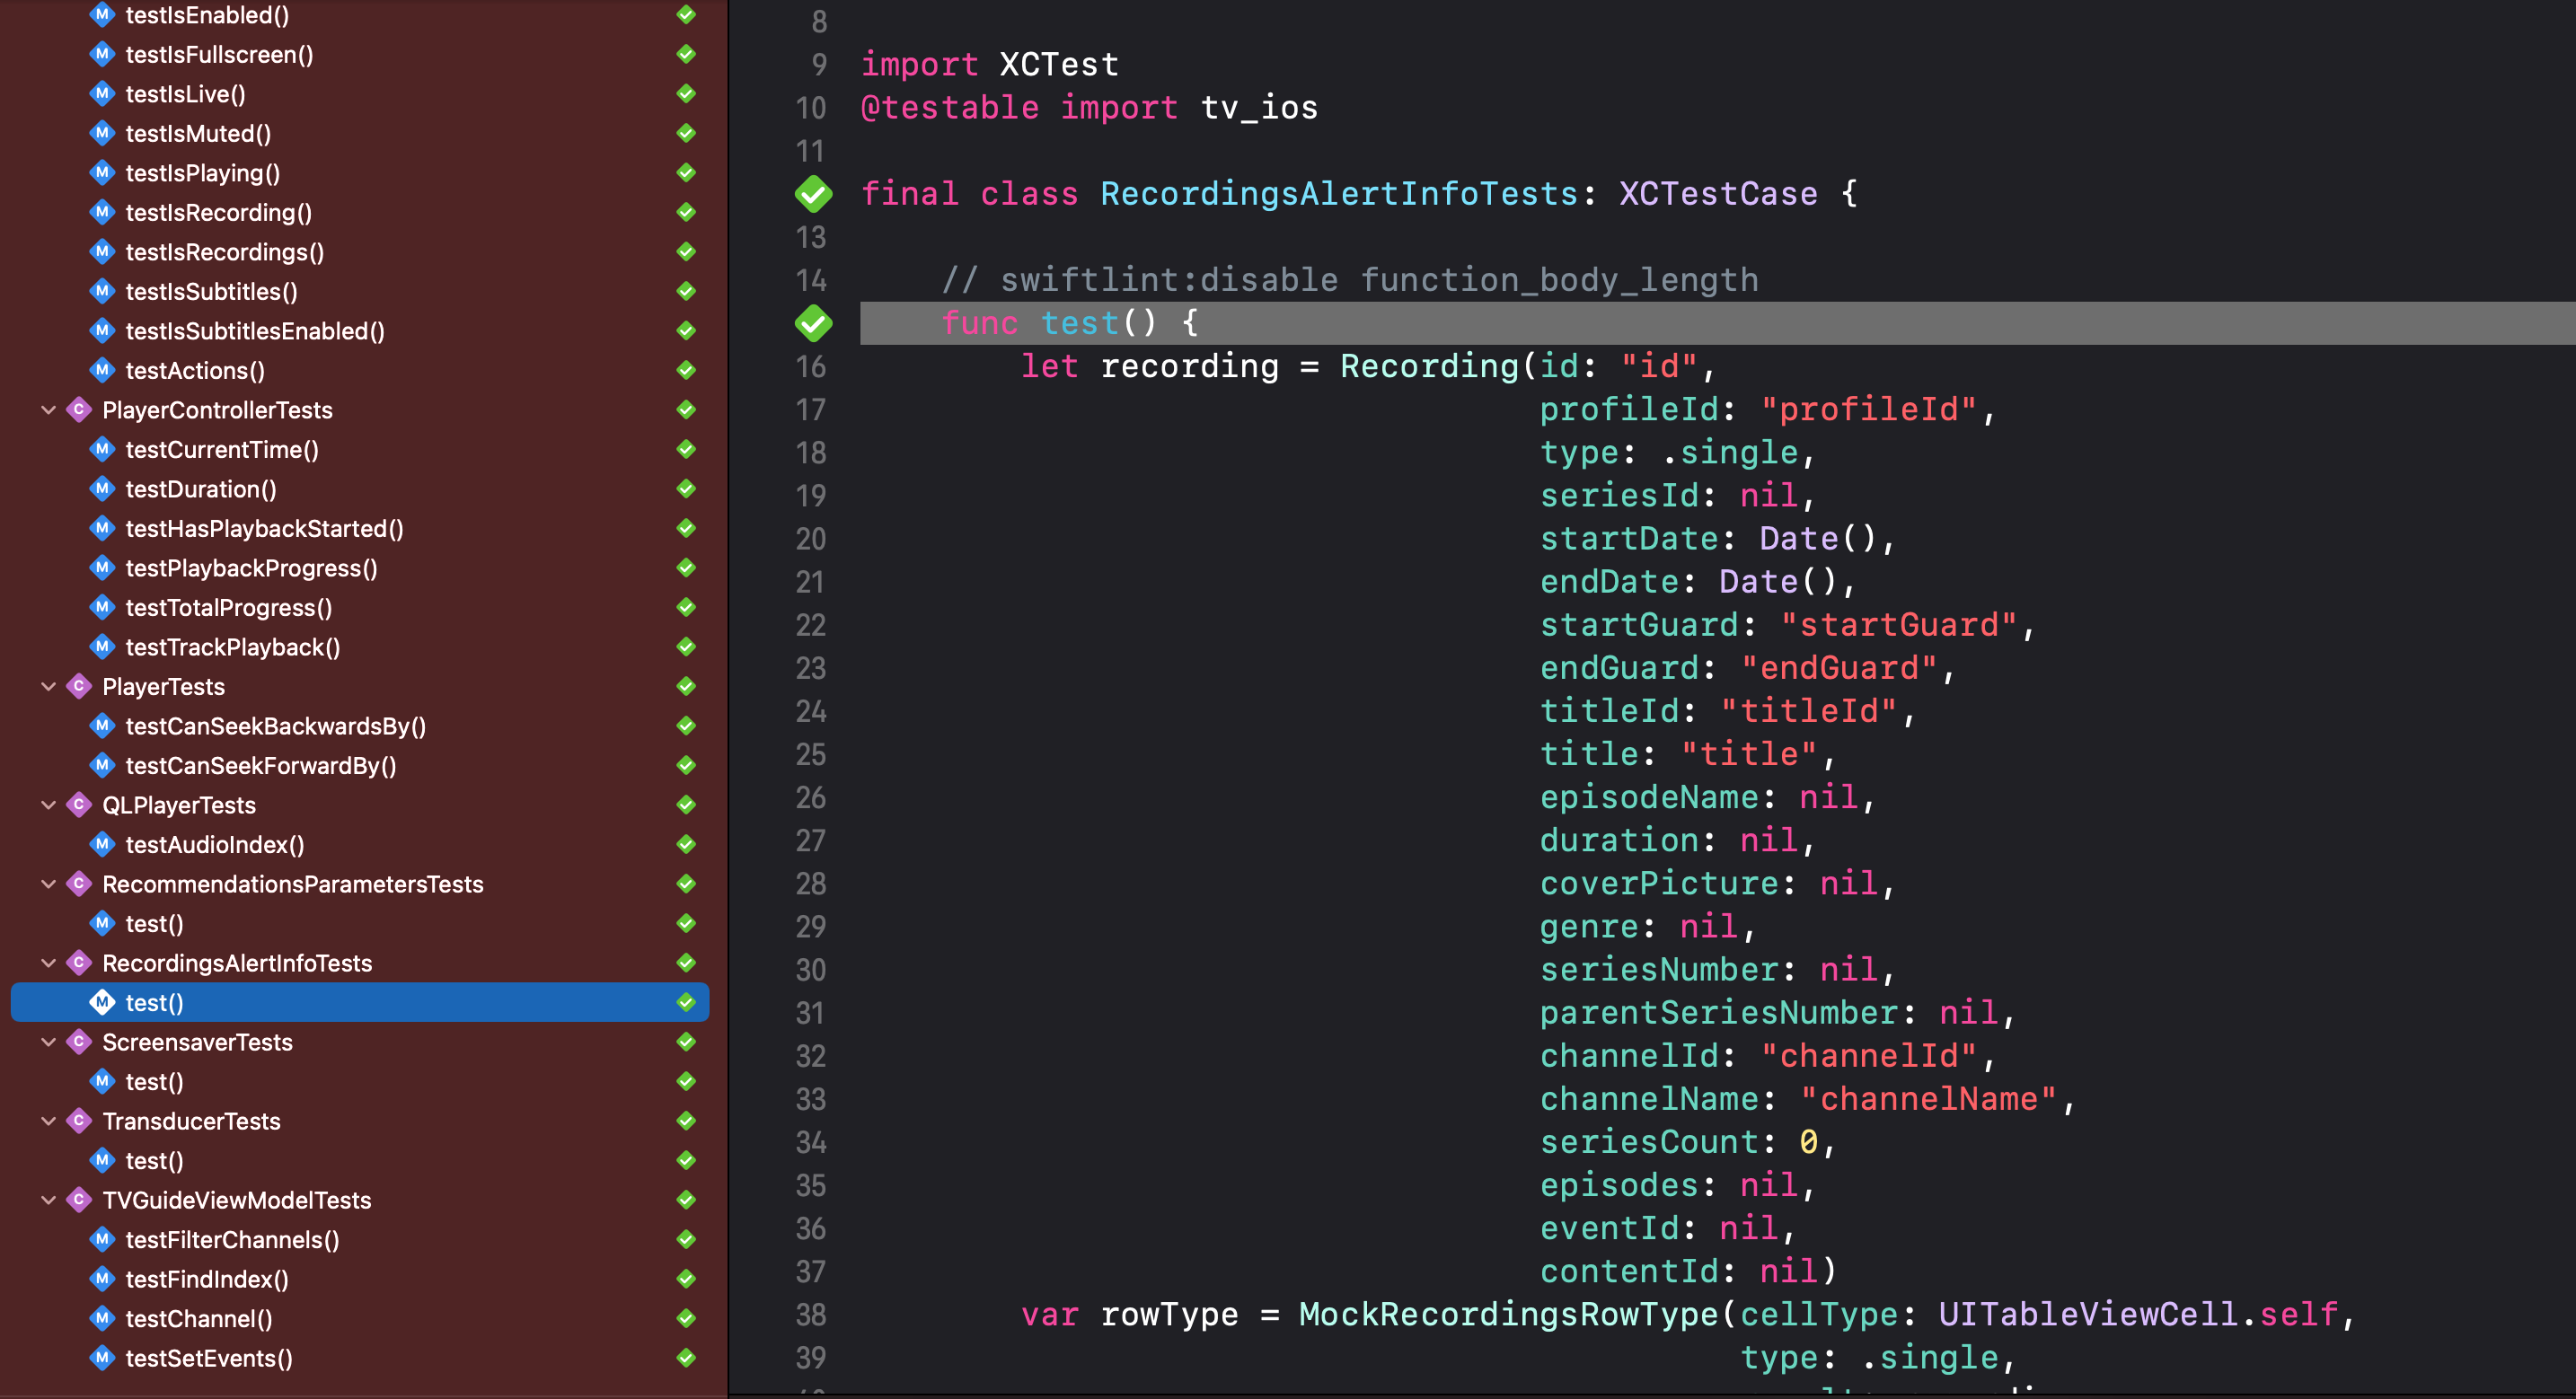 testIsEnabled()
testIsFullscreen()
testIsLive()
testIsMuted()
testIsPlaying()
testIsRecording()
testIsRecordings()
testIsSubtitles()
testIsSubtitlesEnabled()
testActions()
PlayerControllerTests
testCurrentTime()
testDuration()
testHasPlaybackStarted()
testPlaybackProgress()
testTotalProgress()
testTrackPlayback()
PlayerTests
testCanSeekBackwardsBy()
testCanSeekForwardBy()
QLPlayerTests
testAudioIndex()
RecommendationsParametersTests
test()
RecordingsAlertInfoTests
test()
ScreensaverTests
test()
TransducerTests
test()
TVGuideViewModelTests
testFilterChannels()
testFindIndex()
testChannel()
testSetEvents()
8
9 import XCTest
10 @testable import tv_ios
11
final class RecordingsAlertInfoTests: XCTestCase {
13
14 // swiftlint:disable function_body_length
func test() {
16 let recording = Recording(id: "id",
17 profileId: "profileId",
18 type: .single,
19 seriesId: nil,
20 startDate: Date(),
21 endDate: Date(),
22 startGuard: "startGuard",
23 endGuard: "endGuard",
24 titleId: "titleId",
25 title: "title",
26 episodeName: nil,
27 duration: nil,
28 coverPicture: nil,
29 genre: nil,
30 seriesNumber: nil,
31 parentSeriesNumber: nil,
32 channelId: "channelId",
33 channelName: "channelName",
34 seriesCount: 0,
35 episodes: nil,
36 eventId: nil,
37 contentId: nil)
38 var rowType = MockRecordingsRowType(cellType: UITableViewCell.self,
39 type: .single,